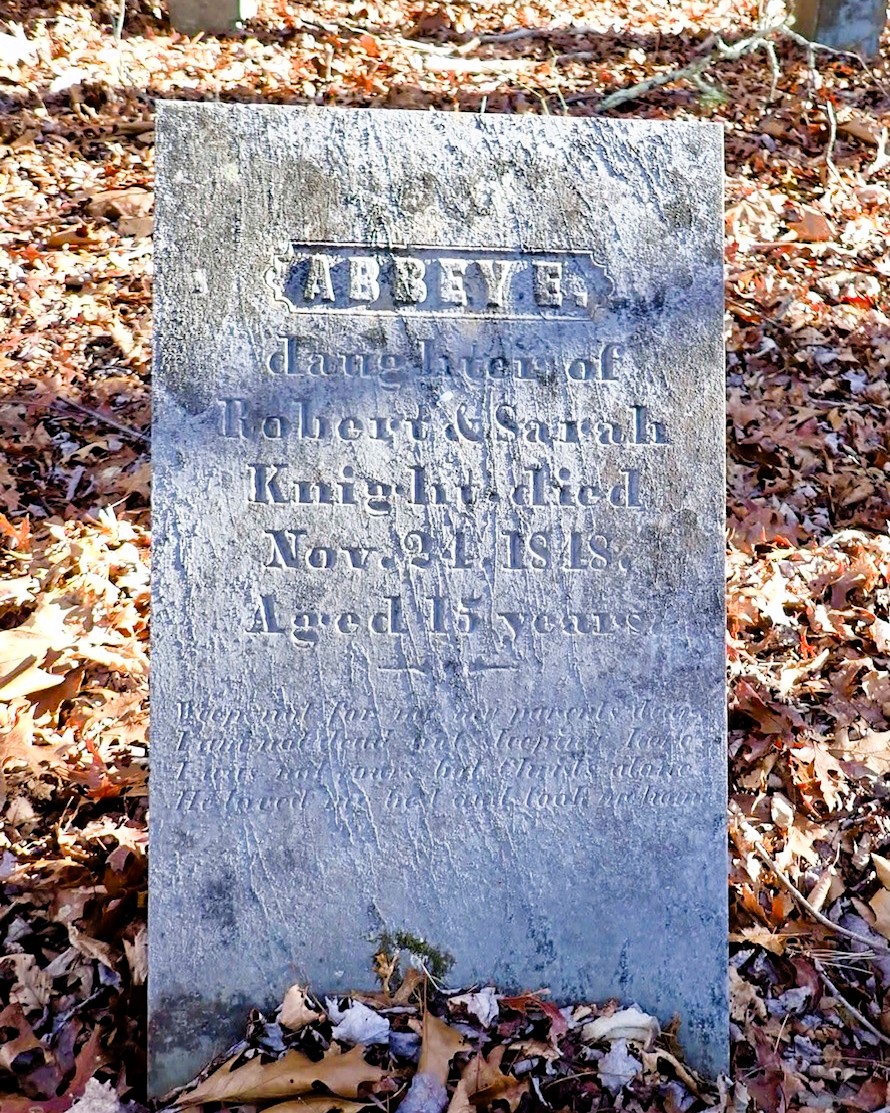 ABBEY E.
daughter of
Robert & Sarah
Knight died
Nov. 24, 1848.
Aged 15 years.
Weep not for me my parents dear,
I am not dead but sleeping here,
I was not yours but Christs alone
He loved me best and took me home